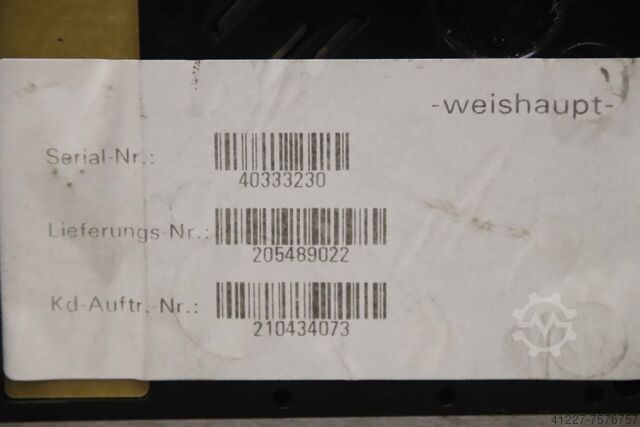 -weishaupt-
Serial-Nr.:
40333230
Lieferungs-Nr.:
205489022
Kd-Auftr.-Nr.:
210434073
41227-7576757